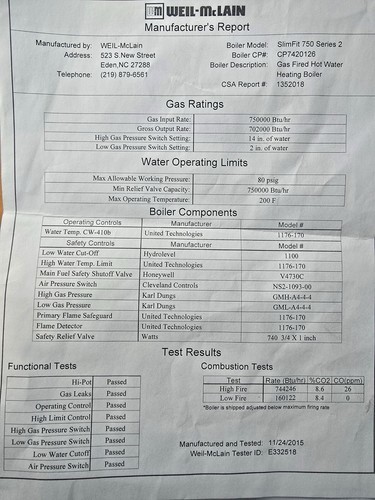 WEIL-McLAIN
Manufacturer's Report
Manufactured by: WEIL-McLain Boiler Model: SlimFit 750 Series 2
Address: 523 S.New Street Boiler CP#: CP7420126
Eden,NC 27288 Boiler Description: Gas Fired Hot Water
Telephone: (219) 879-6561 Heating Boiler
CSA Report #: 1352018
Gas Ratings
Gas Input Rate: 750000 Btu/hr
Gross Output Rate: 702000 Btu/hr
High Gas Pressure Switch Setting: 14 in. of water
Low Gas Pressure Switch Setting: 2 in. of water
Water Operating Limits
Max Allowable Working Pressure: 80 psig
Min Relief Valve Capacity: 750000 Btu/hr
Max Operating Temperature: 200 F
Boiler Components
Operating Controls Manufacturer Model #
Water Temp. CW-410b United Technologies 1176-170
Safety Controls Manufacturer Model #
Low Water Cut-Off Hydrolevel 1100
High Water Temp. Limit United Technologies 1176-170
Main Fuel Safety Shutoff Valve Honeywell V4730C
Air Pressure Switch Cleveland Controls NS2-1093-00
High Gas Pressure Karl Dungs GMH-A4-4-4
Low Gas Pressure Karl Dungs GML-A4-4-4
Primary Flame Safeguard United Technologies 1176-170
Flame Detector United Technologies 1176-170
Safety Relief Valve Watts 740 3/4 X 1 inch
Test Results
Functional Tests
Hi-Pot Passed
Gas Leaks Passed
Operating Control Passed
High Limit Control Passed
High Gas Pressure Switch Passed
Low Gas Pressure Switch Passed
Low Water Cutoff Passed
Air Pressure Switch Passed
Combustion Tests
Test Rate (Btu/hr) %CO2 CO(ppm)
High Fire 744246 8.6 26
Low Fire 160122 8.4 0
*Boiler is shipped adjusted below maximum firing rate
Manufactured and Tested: 11/24/2015
Weil-McLain Tester ID: E332518